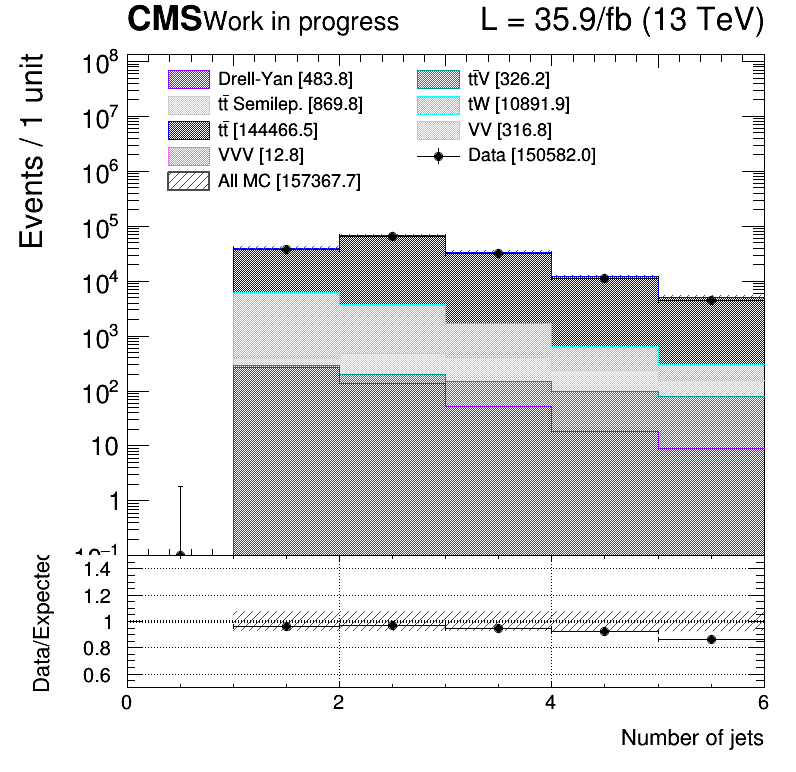 CMS Work in progress L = 35.9/fb (13 TeV)
Events / 1 unit
10⁸
10⁷
10⁶
10⁵
10⁴
10³
10²
10
1
10⁻¹
Drell-Yan [483.8]
tt̄ Semilep. [869.8]
tt̄ [144466.5]
VVV [12.8]
All MC [157367.7]
tt̄V [326.2]
tW [10891.9]
VV [316.8]
Data [150582.0]
Data/Expected
1.4
1.2
1
0.8
0.6
0 2 4 6
Number of jets